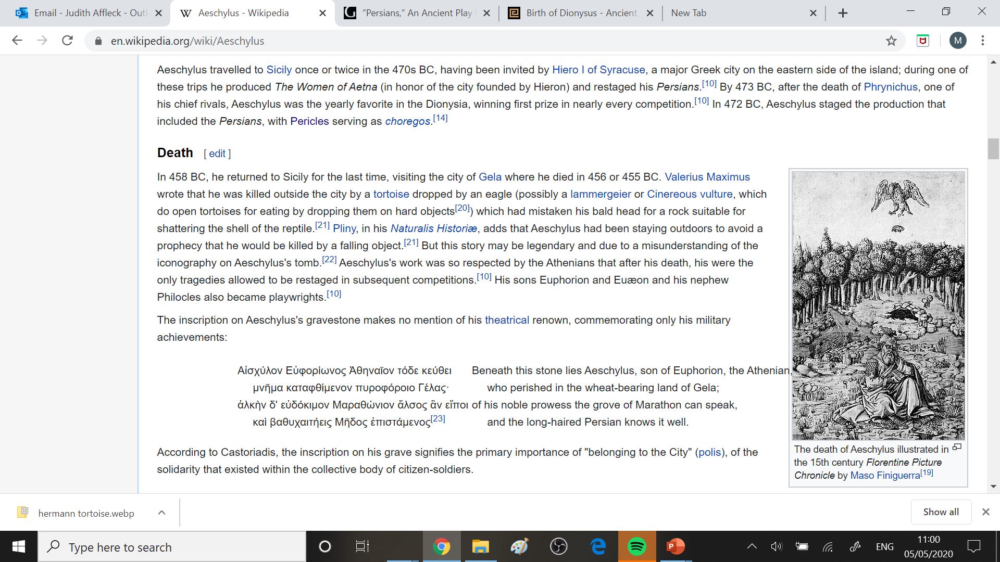 Email - Judith Affleck - Outl
Aeschylus - Wikipedia
"Persians," An Ancient Play
Birth of Dionysus - Ancient
New Tab
en.wikipedia.org/wiki/Aeschylus
M
Aeschylus travelled to Sicily once or twice in the 470s BC, having been invited by Hiero I of Syracuse, a major Greek city on the eastern side of the island; during one of
these trips he produced The Women of Aetna (in honor of the city founded by Hieron) and restaged his Persians.[10] By 473 BC, after the death of Phrynichus, one of
his chief rivals, Aeschylus was the yearly favorite in the Dionysia, winning first prize in nearly every competition.[10] In 472 BC, Aeschylus staged the production that
included the Persians, with Pericles serving as choregos.[14]
Death [ edit ]
In 458 BC, he returned to Sicily for the last time, visiting the city of Gela where he died in 456 or 455 BC. Valerius Maximus
wrote that he was killed outside the city by a tortoise dropped by an eagle (possibly a lammergeier or Cinereous vulture, which
do open tortoises for eating by dropping them on hard objects[20]) which had mistaken his bald head for a rock suitable for
shattering the shell of the reptile.[21] Pliny, in his Naturalis Historiæ, adds that Aeschylus had been staying outdoors to avoid a
prophecy that he would be killed by a falling object.[21] But this story may be legendary and due to a misunderstanding of the
iconography on Aeschylus's tomb.[22] Aeschylus's work was so respected by the Athenians that after his death, his were the
only tragedies allowed to be restaged in subsequent competitions.[10] His sons Euphorion and Euæon and his nephew
Philocles also became playwrights.[10]
The inscription on Aeschylus's gravestone makes no mention of his theatrical renown, commemorating only his military
achievements:
Αἰσχύλον Εὐφορίωνος Ἀθηναῖον τόδε κεύθει
μνῆμα καταφθίμενον πυροφόροιο Γέλας·
ἀλκὴν δ' εὐδόκιμον Μαραθώνιον ἄλσος ἂν εἴποι
καὶ βαθυχαιτήεις Μῆδος ἐπιστάμενος[23]
Beneath this stone lies Aeschylus, son of Euphorion, the Athenian,
who perished in the wheat-bearing land of Gela;
of his noble prowess the grove of Marathon can speak,
and the long-haired Persian knows it well.
According to Castoriadis, the inscription on his grave signifies the primary importance of "belonging to the City" (polis), of the
solidarity that existed within the collective body of citizen-soldiers.
The death of Aeschylus illustrated in
the 15th century Florentine Picture
Chronicle by Maso Finiguerra[19]
hermann tortoise.webp
Show all
Type here to search
ENG
11:00
05/05/2020